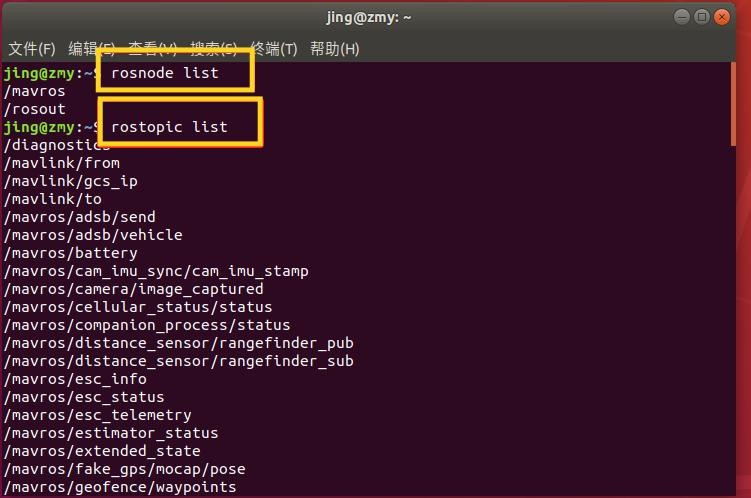 jing@zmy: ~
文件(F) 编辑(E) 查看(V) 搜索(S) 终端(T) 帮助(H)
jing@zmy:~$ rosnode list
/mavros
/rosout
jing@zmy:~$ rostopic list
/diagnostics
/mavlink/from
/mavlink/gcs_ip
/mavlink/to
/mavros/adsb/send
/mavros/adsb/vehicle
/mavros/battery
/mavros/cam_imu_sync/cam_imu_stamp
/mavros/camera/image_captured
/mavros/cellular_status/status
/mavros/companion_process/status
/mavros/distance_sensor/rangefinder_pub
/mavros/distance_sensor/rangefinder_sub
/mavros/esc_info
/mavros/esc_status
/mavros/esc_telemetry
/mavros/estimator_status
/mavros/extended_state
/mavros/fake_gps/mocap/pose
/mavros/geofence/waypoints